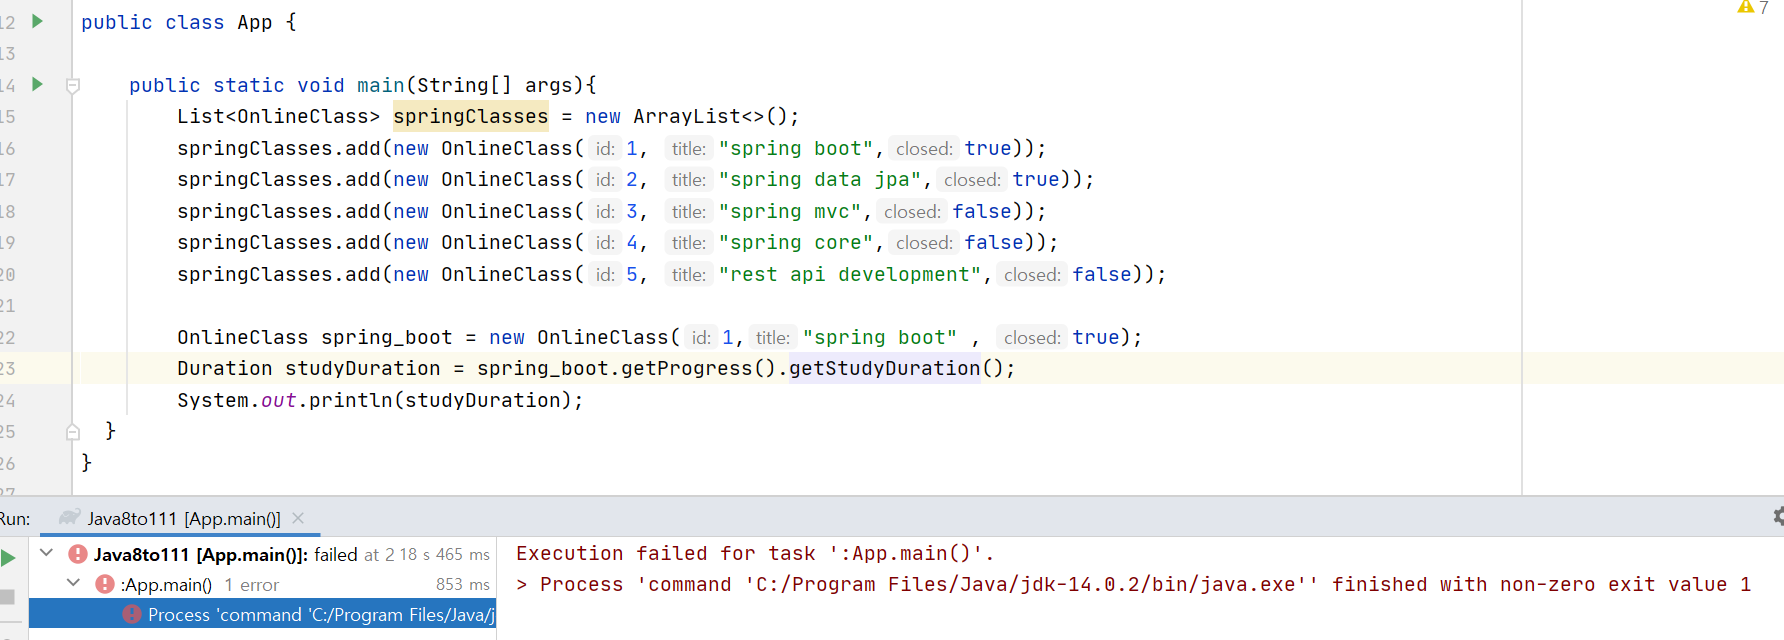 7
12 public class App {
13
14 public static void main(String[] args){
15 List<OnlineClass> springClasses = new ArrayList<>();
16 springClasses.add(new OnlineClass( id: 1, title: "spring boot", closed: true));
17 springClasses.add(new OnlineClass( id: 2, title: "spring data jpa", closed: true));
18 springClasses.add(new OnlineClass( id: 3, title: "spring mvc", closed: false));
19 springClasses.add(new OnlineClass( id: 4, title: "spring core", closed: false));
20 springClasses.add(new OnlineClass( id: 5, title: "rest api development", closed: false));
21
22 OnlineClass spring_boot = new OnlineClass( id: 1, title: "spring boot" , closed: true);
23 Duration studyDuration = spring_boot.getProgress().getStudyDuration();
24 System.out.println(studyDuration);
25 }
26 }
27
Run: Java8to111 [App.main()]
Java8to111 [App.main()]: failed at 2 18 s 465 ms
:App.main() 1 error 853 ms
Process 'command 'C:/Program Files/Java/j
Execution failed for task ':App.main()'.
> Process 'command 'C:/Program Files/Java/jdk-14.0.2/bin/java.exe'' finished with non-zero exit value 1